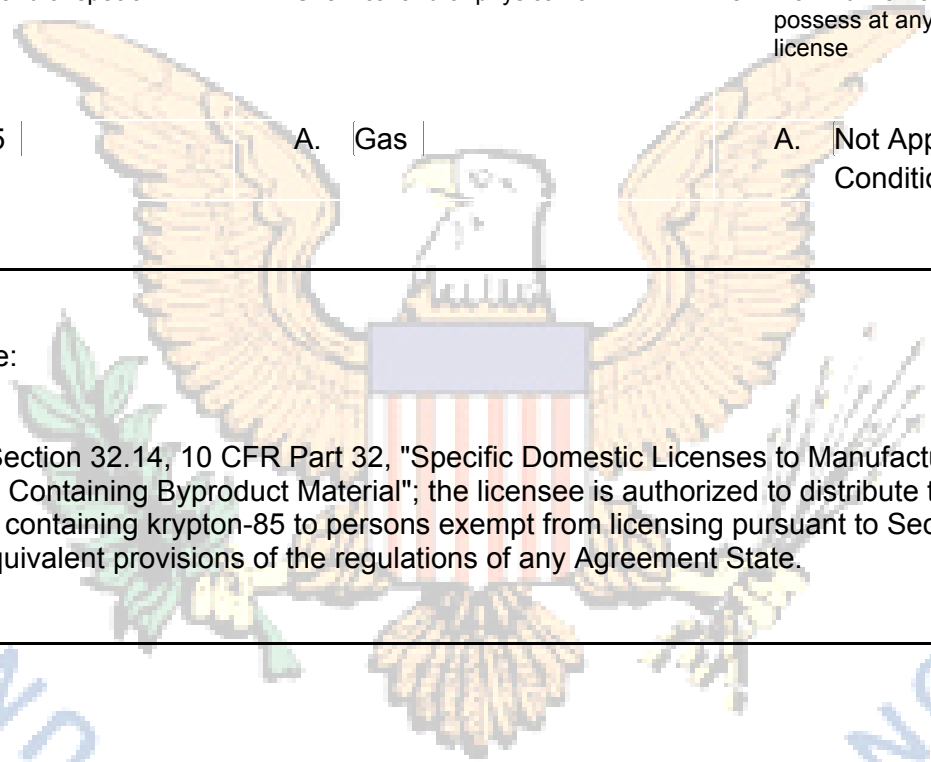 possess at any
license
5 A. Gas A. Not App
Conditio
e:
Section 32.14, 10 CFR Part 32, "Specific Domestic Licenses to Manufactu
Containing Byproduct Material"; the licensee is authorized to distribute t
containing krypton-85 to persons exempt from licensing pursuant to Sec
quivalent provisions of the regulations of any Agreement State.